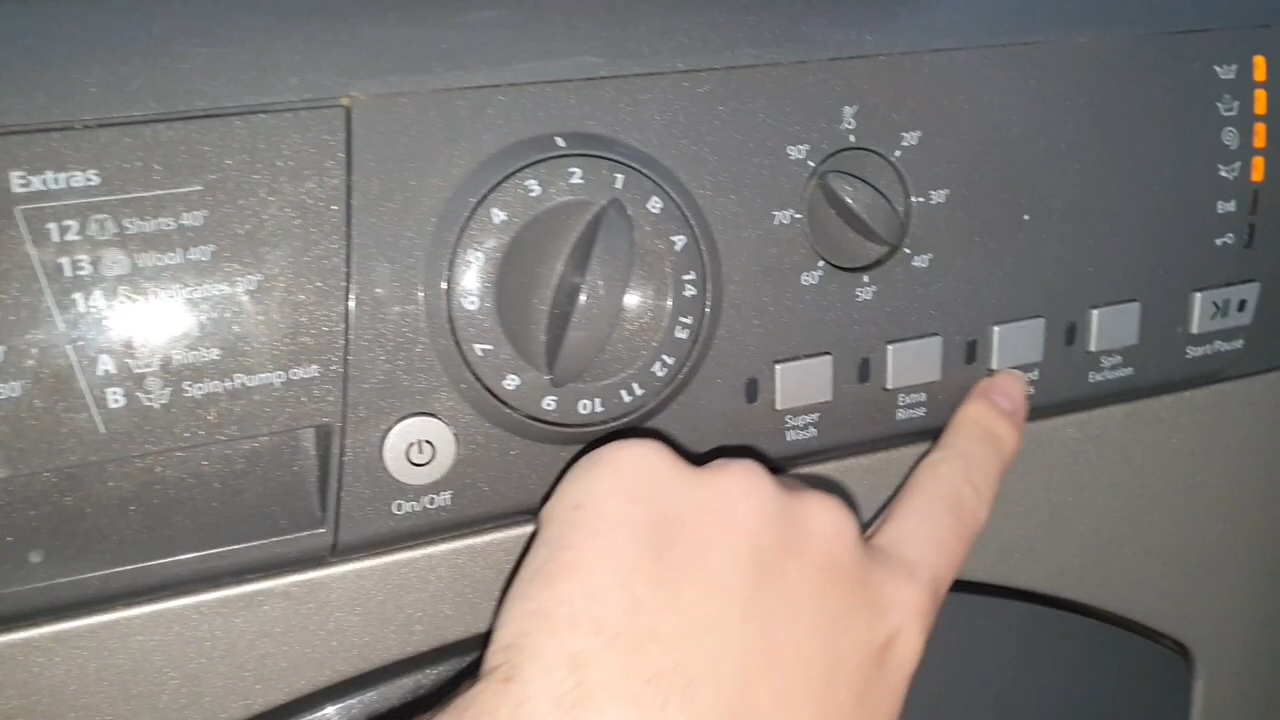 Extras
12 Shirts 40°
13 Wool 40°
14 Delicates 30°
A Rinse
B Spin+Pump out
30°
On/Off
1
2
3
4
5
6
7
8
9
10
11
12
13
14
A
B
20°
30°
40°
50°
60°
70°
90°
Super
Wash
Extra
Rinse
Spin
Exclusion
Start/Pause
End